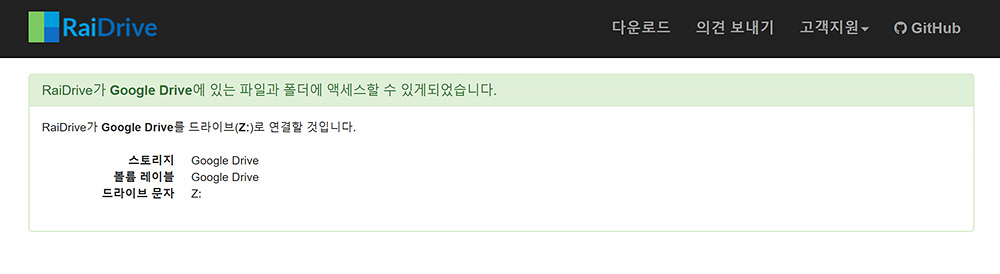 RaiDrive 다운로드 의견 보내기 고객지원 GitHub
RaiDrive가 Google Drive에 있는 파일과 폴더에 액세스할 수 있게되었습니다.
RaiDrive가 Google Drive를 드라이브(Z:)로 연결할 것입니다.
스토리지 Google Drive
볼륨 레이블 Google Drive
드라이브 문자 Z: